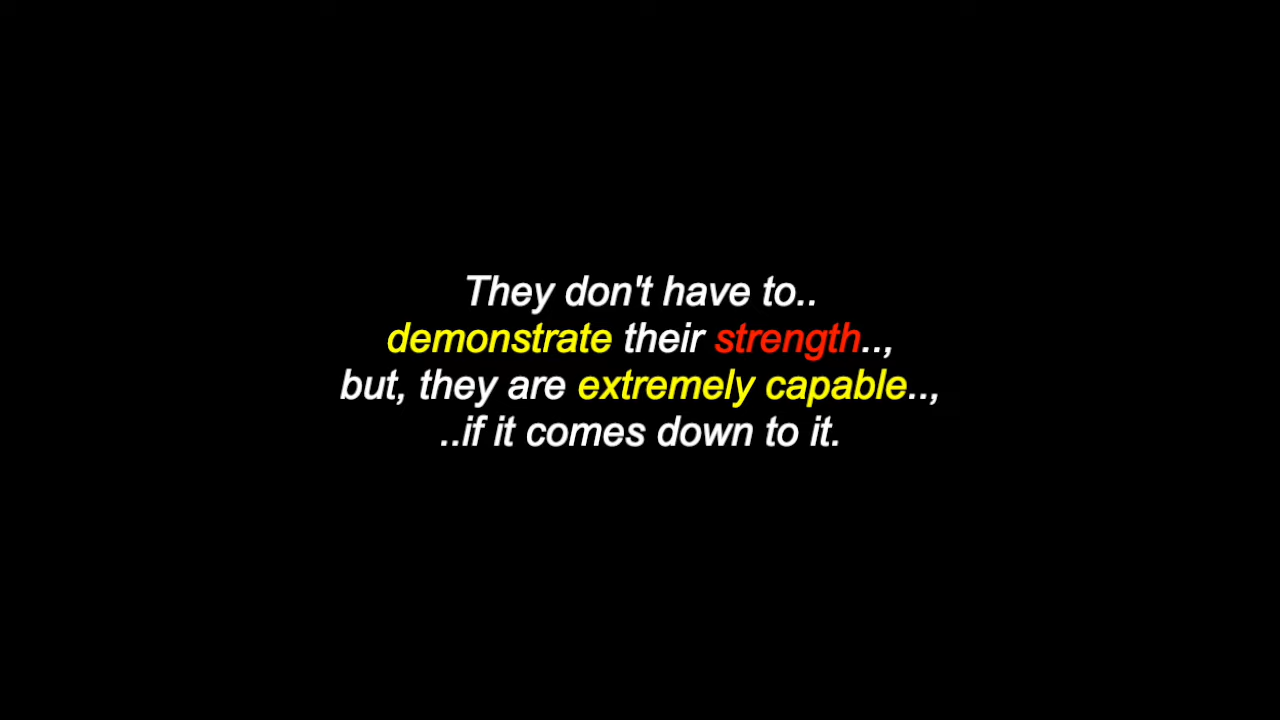 They don't have to..
demonstrate their strength..,
but, they are extremely capable..,
..if it comes down to it.